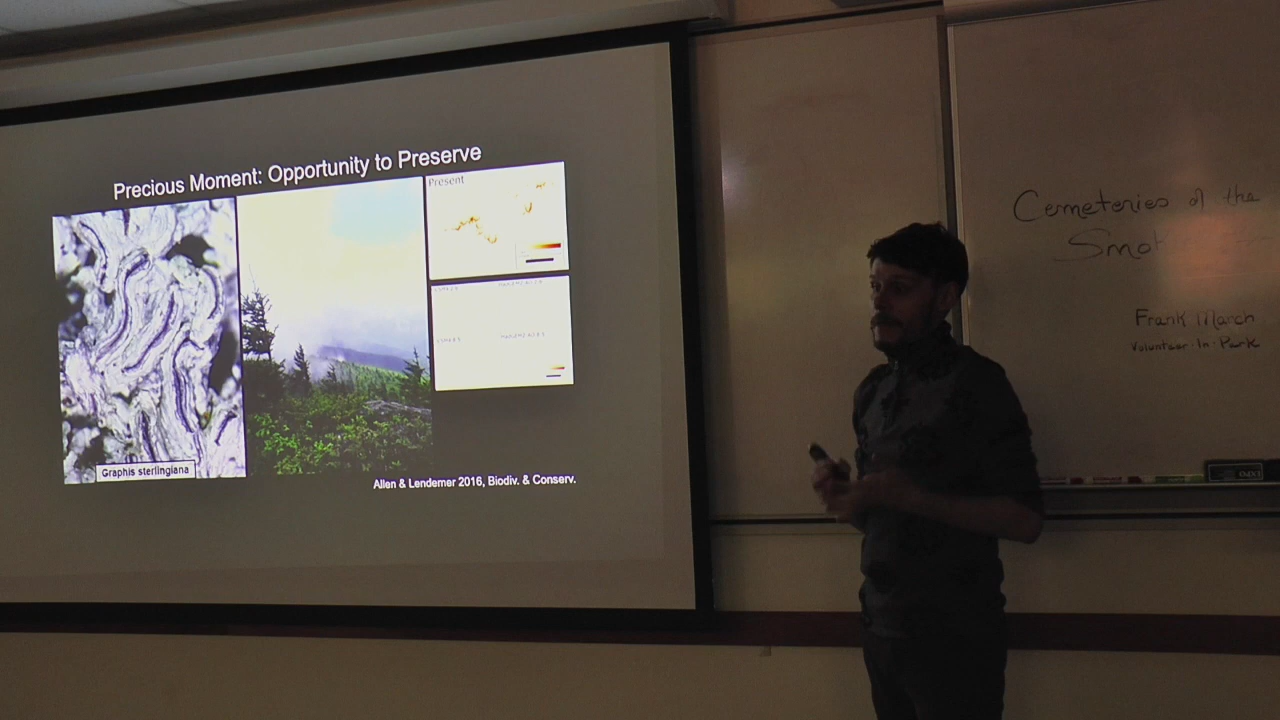 Precious Moment: Opportunity to Preserve
Present
Graphis sterlingiana
Allen & Lendemer 2016, Biodiv. & Conserv.
Cemeteries of the
Frank March
Volunteer-In-Park
EXPO